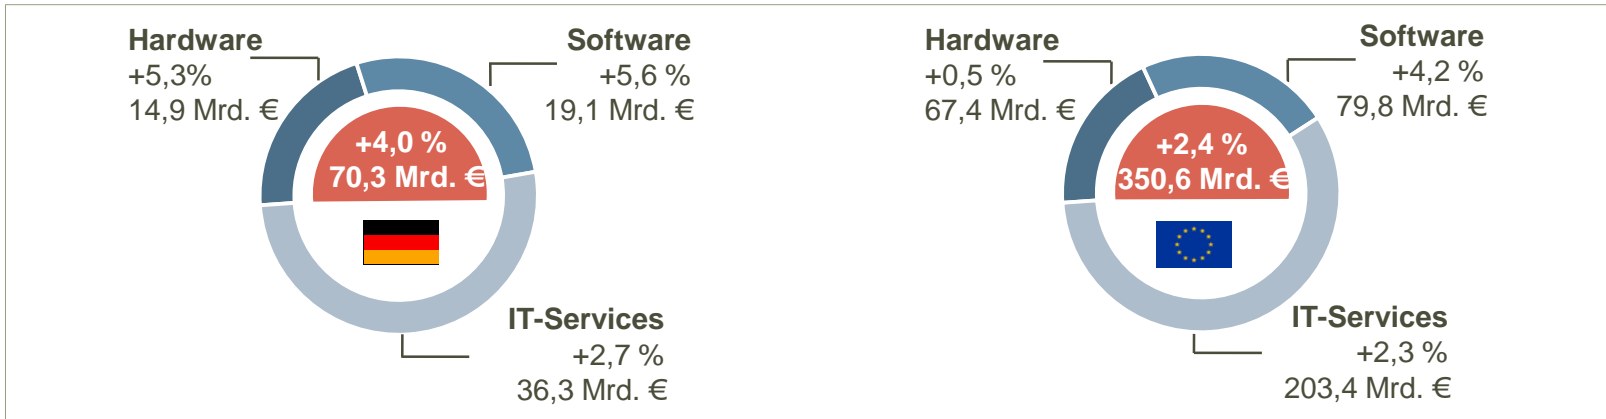 Hardware
+5,3%
14,9 Mrd. €
Software
+5,6 %
19,1 Mrd. €
+4,0 %
70,3 Mrd. €
IT-Services
+2,7 %
36,3 Mrd. €
Hardware
+0,5 %
67,4 Mrd. €
Software
+4,2 %
79,8 Mrd. €
+2,4 %
350,6 Mrd. €
IT-Services
+2,3 %
203,4 Mrd. €